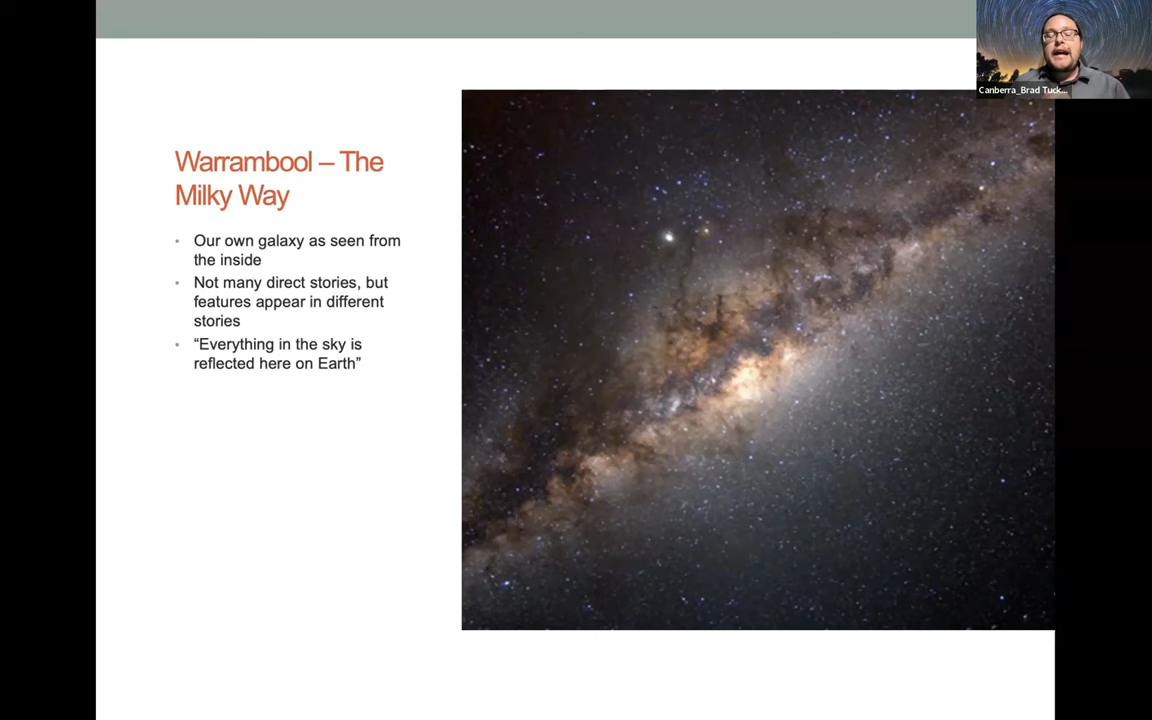 Warrambool – The
Milky Way
• Our own galaxy as seen from
the inside
• Not many direct stories, but
features appear in different
stories
• “Everything in the sky is
reflected here on Earth”
Canberra_Brad Tuck...